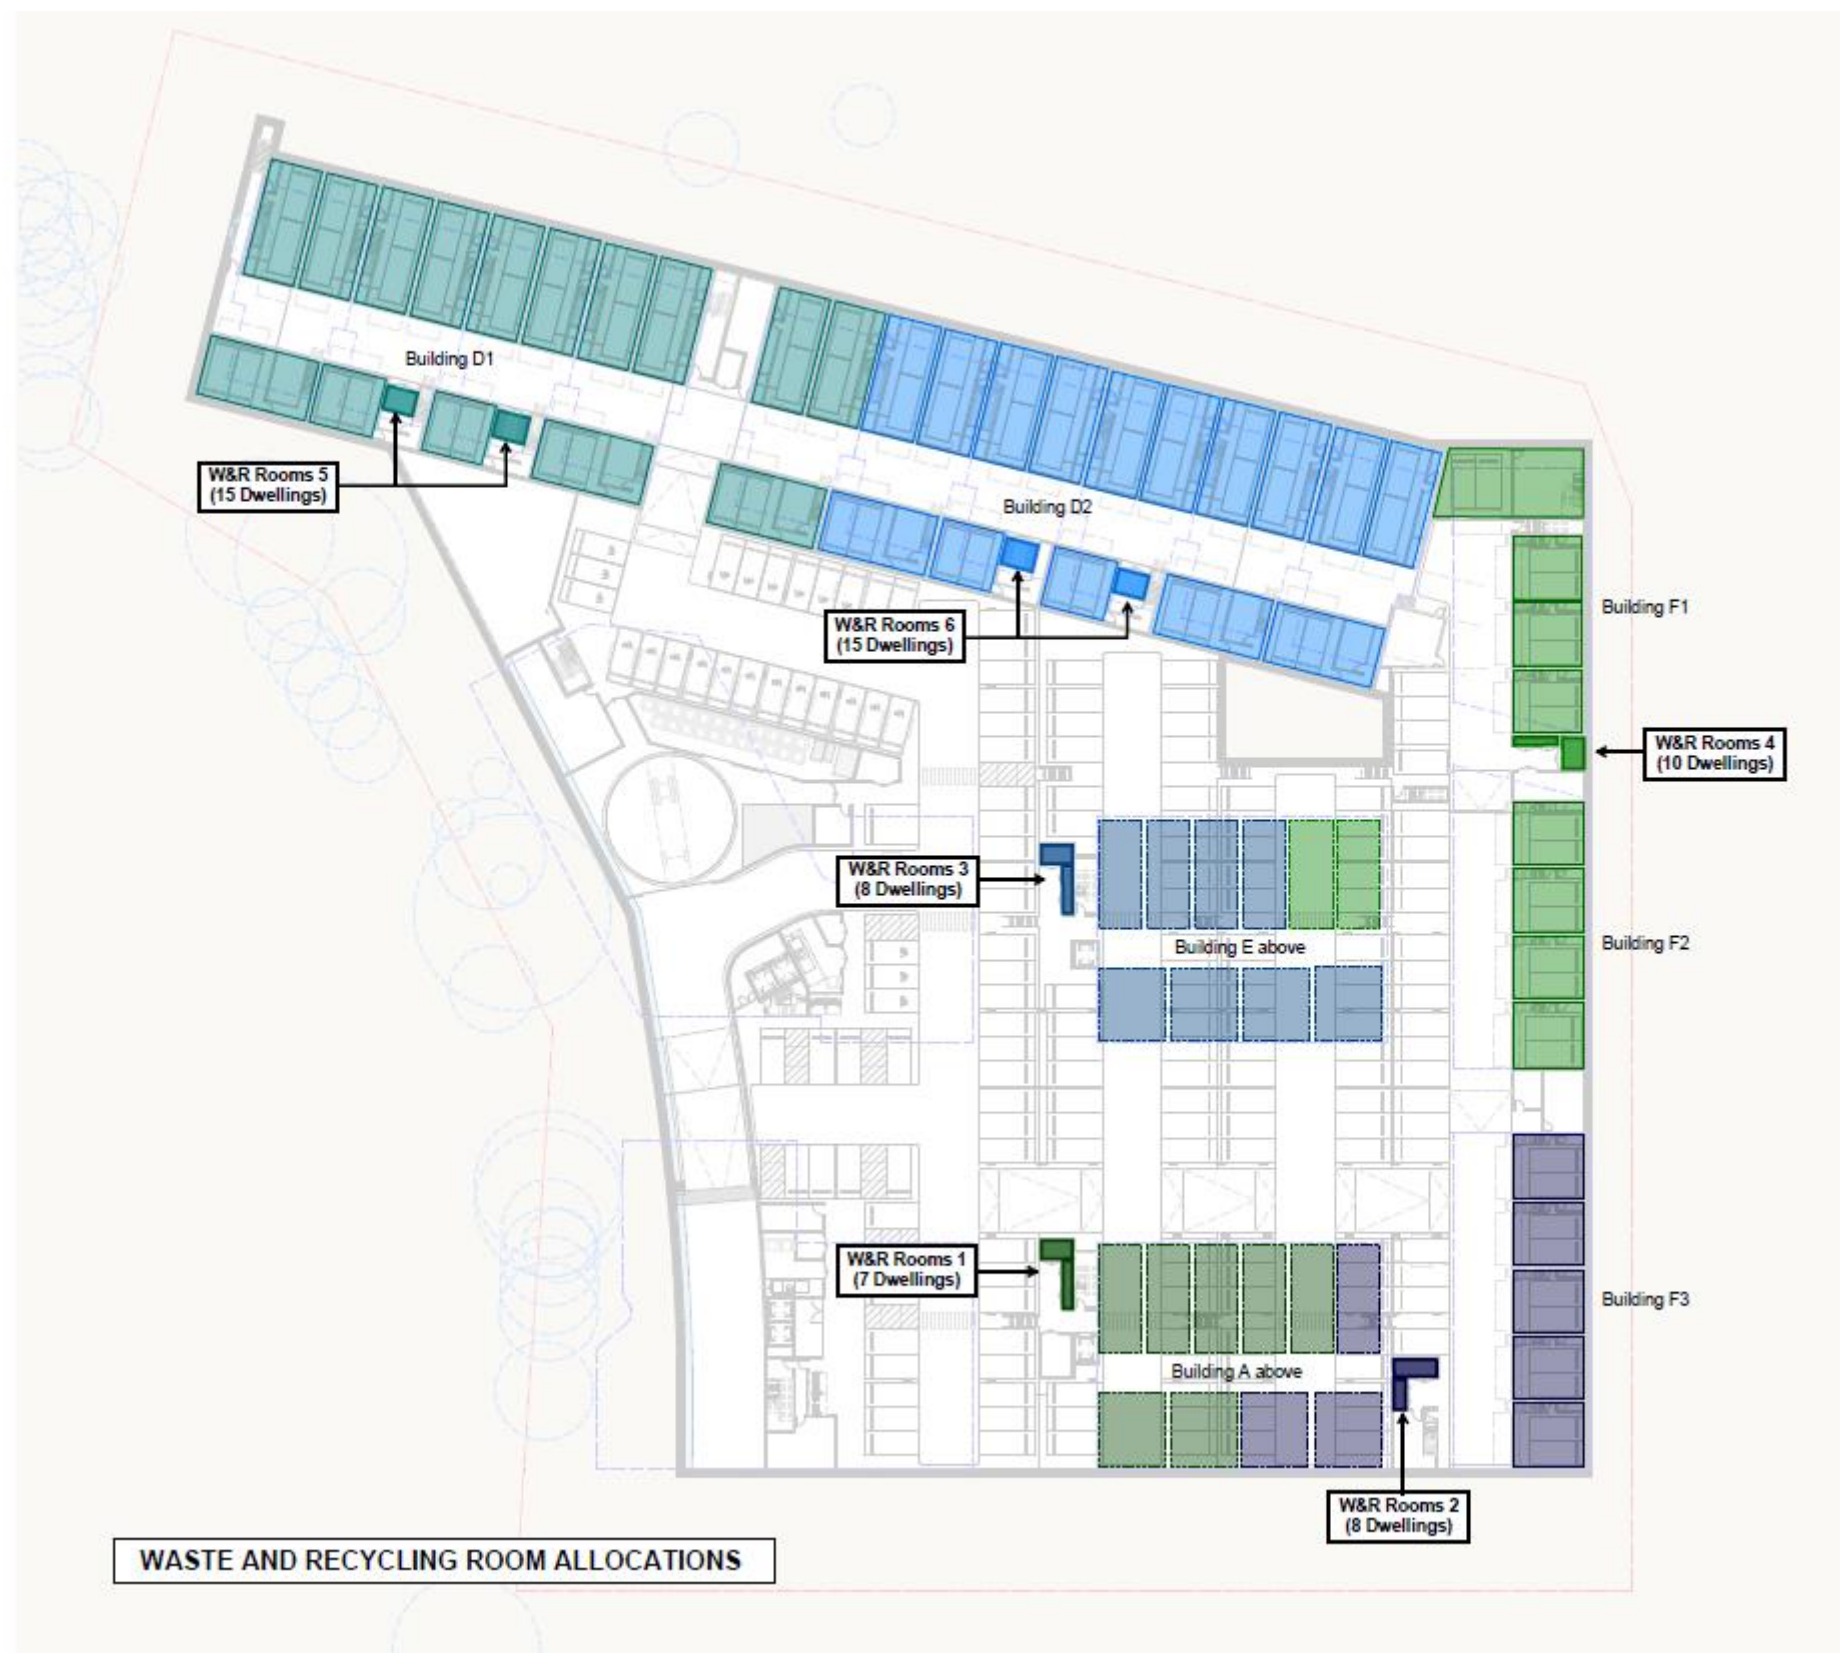 Building D1
W&R Rooms 5
(15 Dwellings)
Building D2
W&R Rooms 6
(15 Dwellings)
Building F1
W&R Rooms 4
(10 Dwellings)
W&R Rooms 3
(8 Dwellings)
Building E above
Building F2
W&R Rooms 1
(7 Dwellings)
Building F3
Building A above
W&R Rooms 2
(8 Dwellings)
WASTE AND RECYCLING ROOM ALLOCATIONS